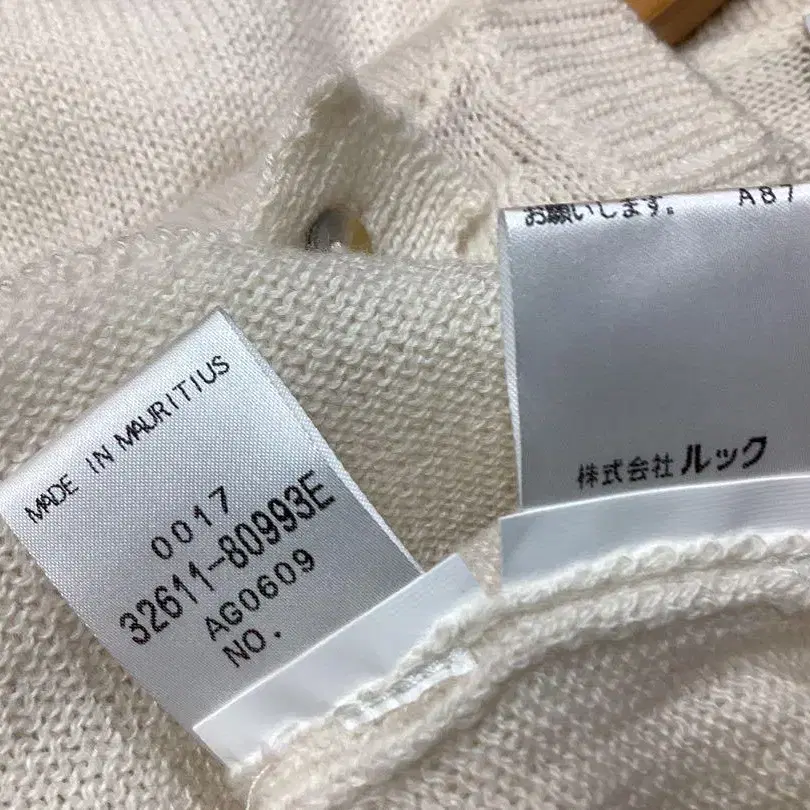 MADE IN MAURITIUS
0017
32611-80993E
AG0609
NO.
お願いします。 A87
株式会社 ルック